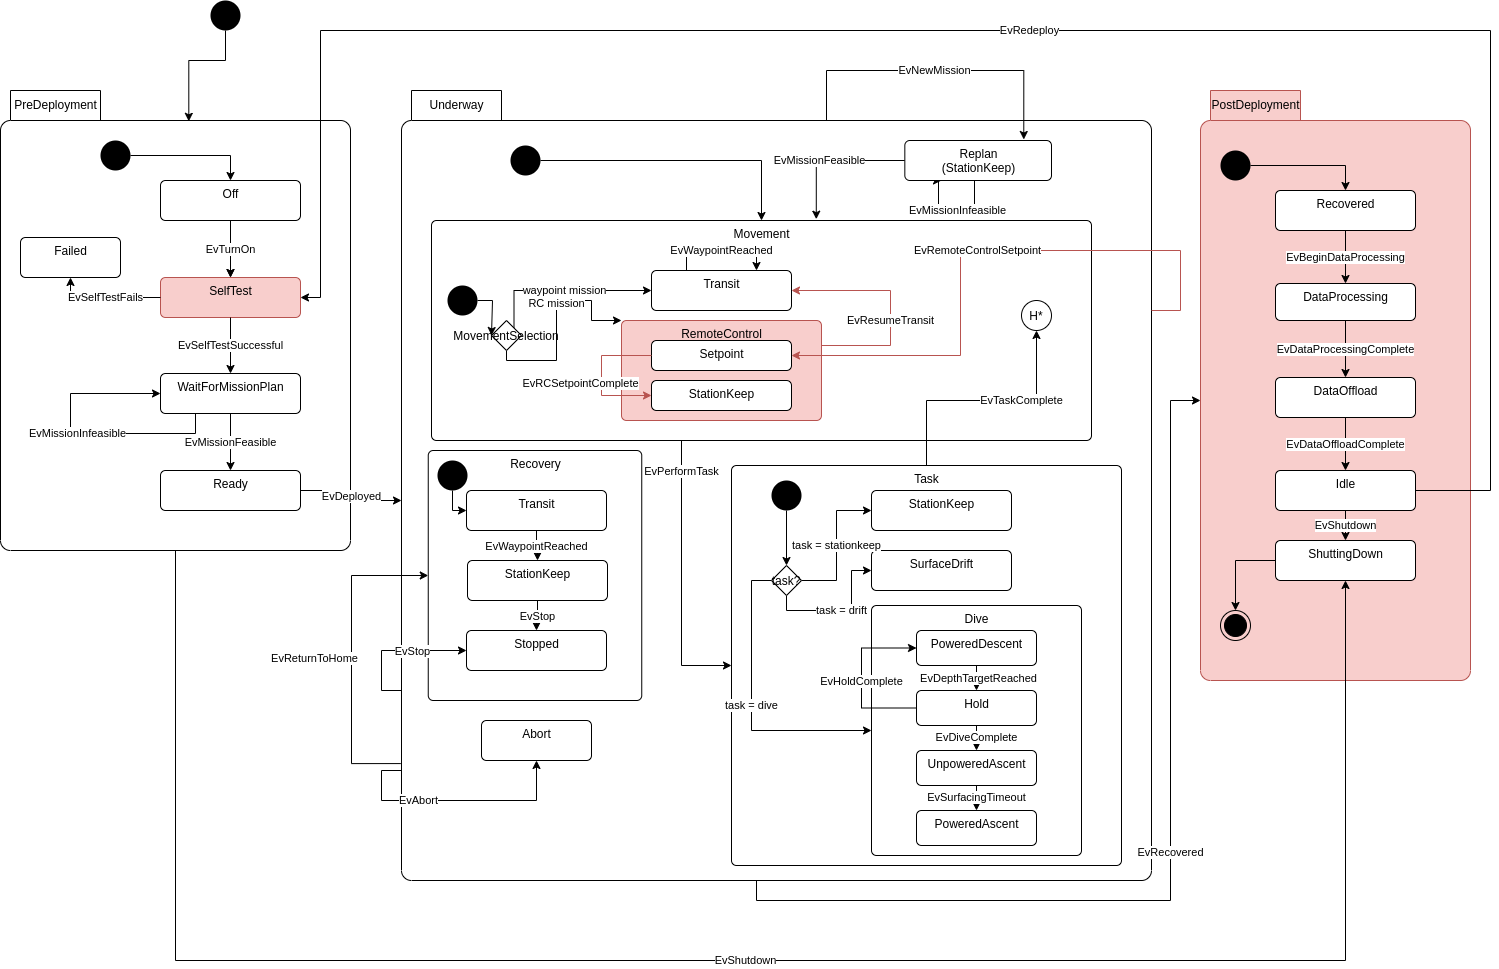 EvRedeploy
EvNewMission
PreDeployment
Underway
PostDeployment
Off
EvTurnOn
Failed
SelfTest
EvSelfTestFails
EvSelfTestSuccessful
WaitForMissionPlan
EvMissionInfeasible
EvMissionFeasible
Ready
EvDeployed
Replan
(StationKeep)
EvMissionFeasible
EvMissionInfeasible
Movement
EvWaypointReached
EvRemoteControlSetpoint
Transit
waypoint mission
RC mission
MovementSelection
EvResumeTransit
H*
RemoteControl
Setpoint
EvRCSetpointComplete
StationKeep
EvTaskComplete
EvPerformTask
Recovery
Transit
EvWaypointReached
StationKeep
EvStop
Stopped
EvStop
EvReturnToHome
Abort
EvAbort
Task
StationKeep
task = stationkeep
SurfaceDrift
task?
task = drift
Dive
PoweredDescent
EvDepthTargetReached
EvHoldComplete
Hold
task = dive
EvDiveComplete
UnpoweredAscent
EvSurfacingTimeout
PoweredAscent
Recovered
EvBeginDataProcessing
DataProcessing
EvDataProcessingComplete
DataOffload
EvDataOffloadComplete
Idle
EvShutdown
ShuttingDown
EvRecovered
EvShutdown